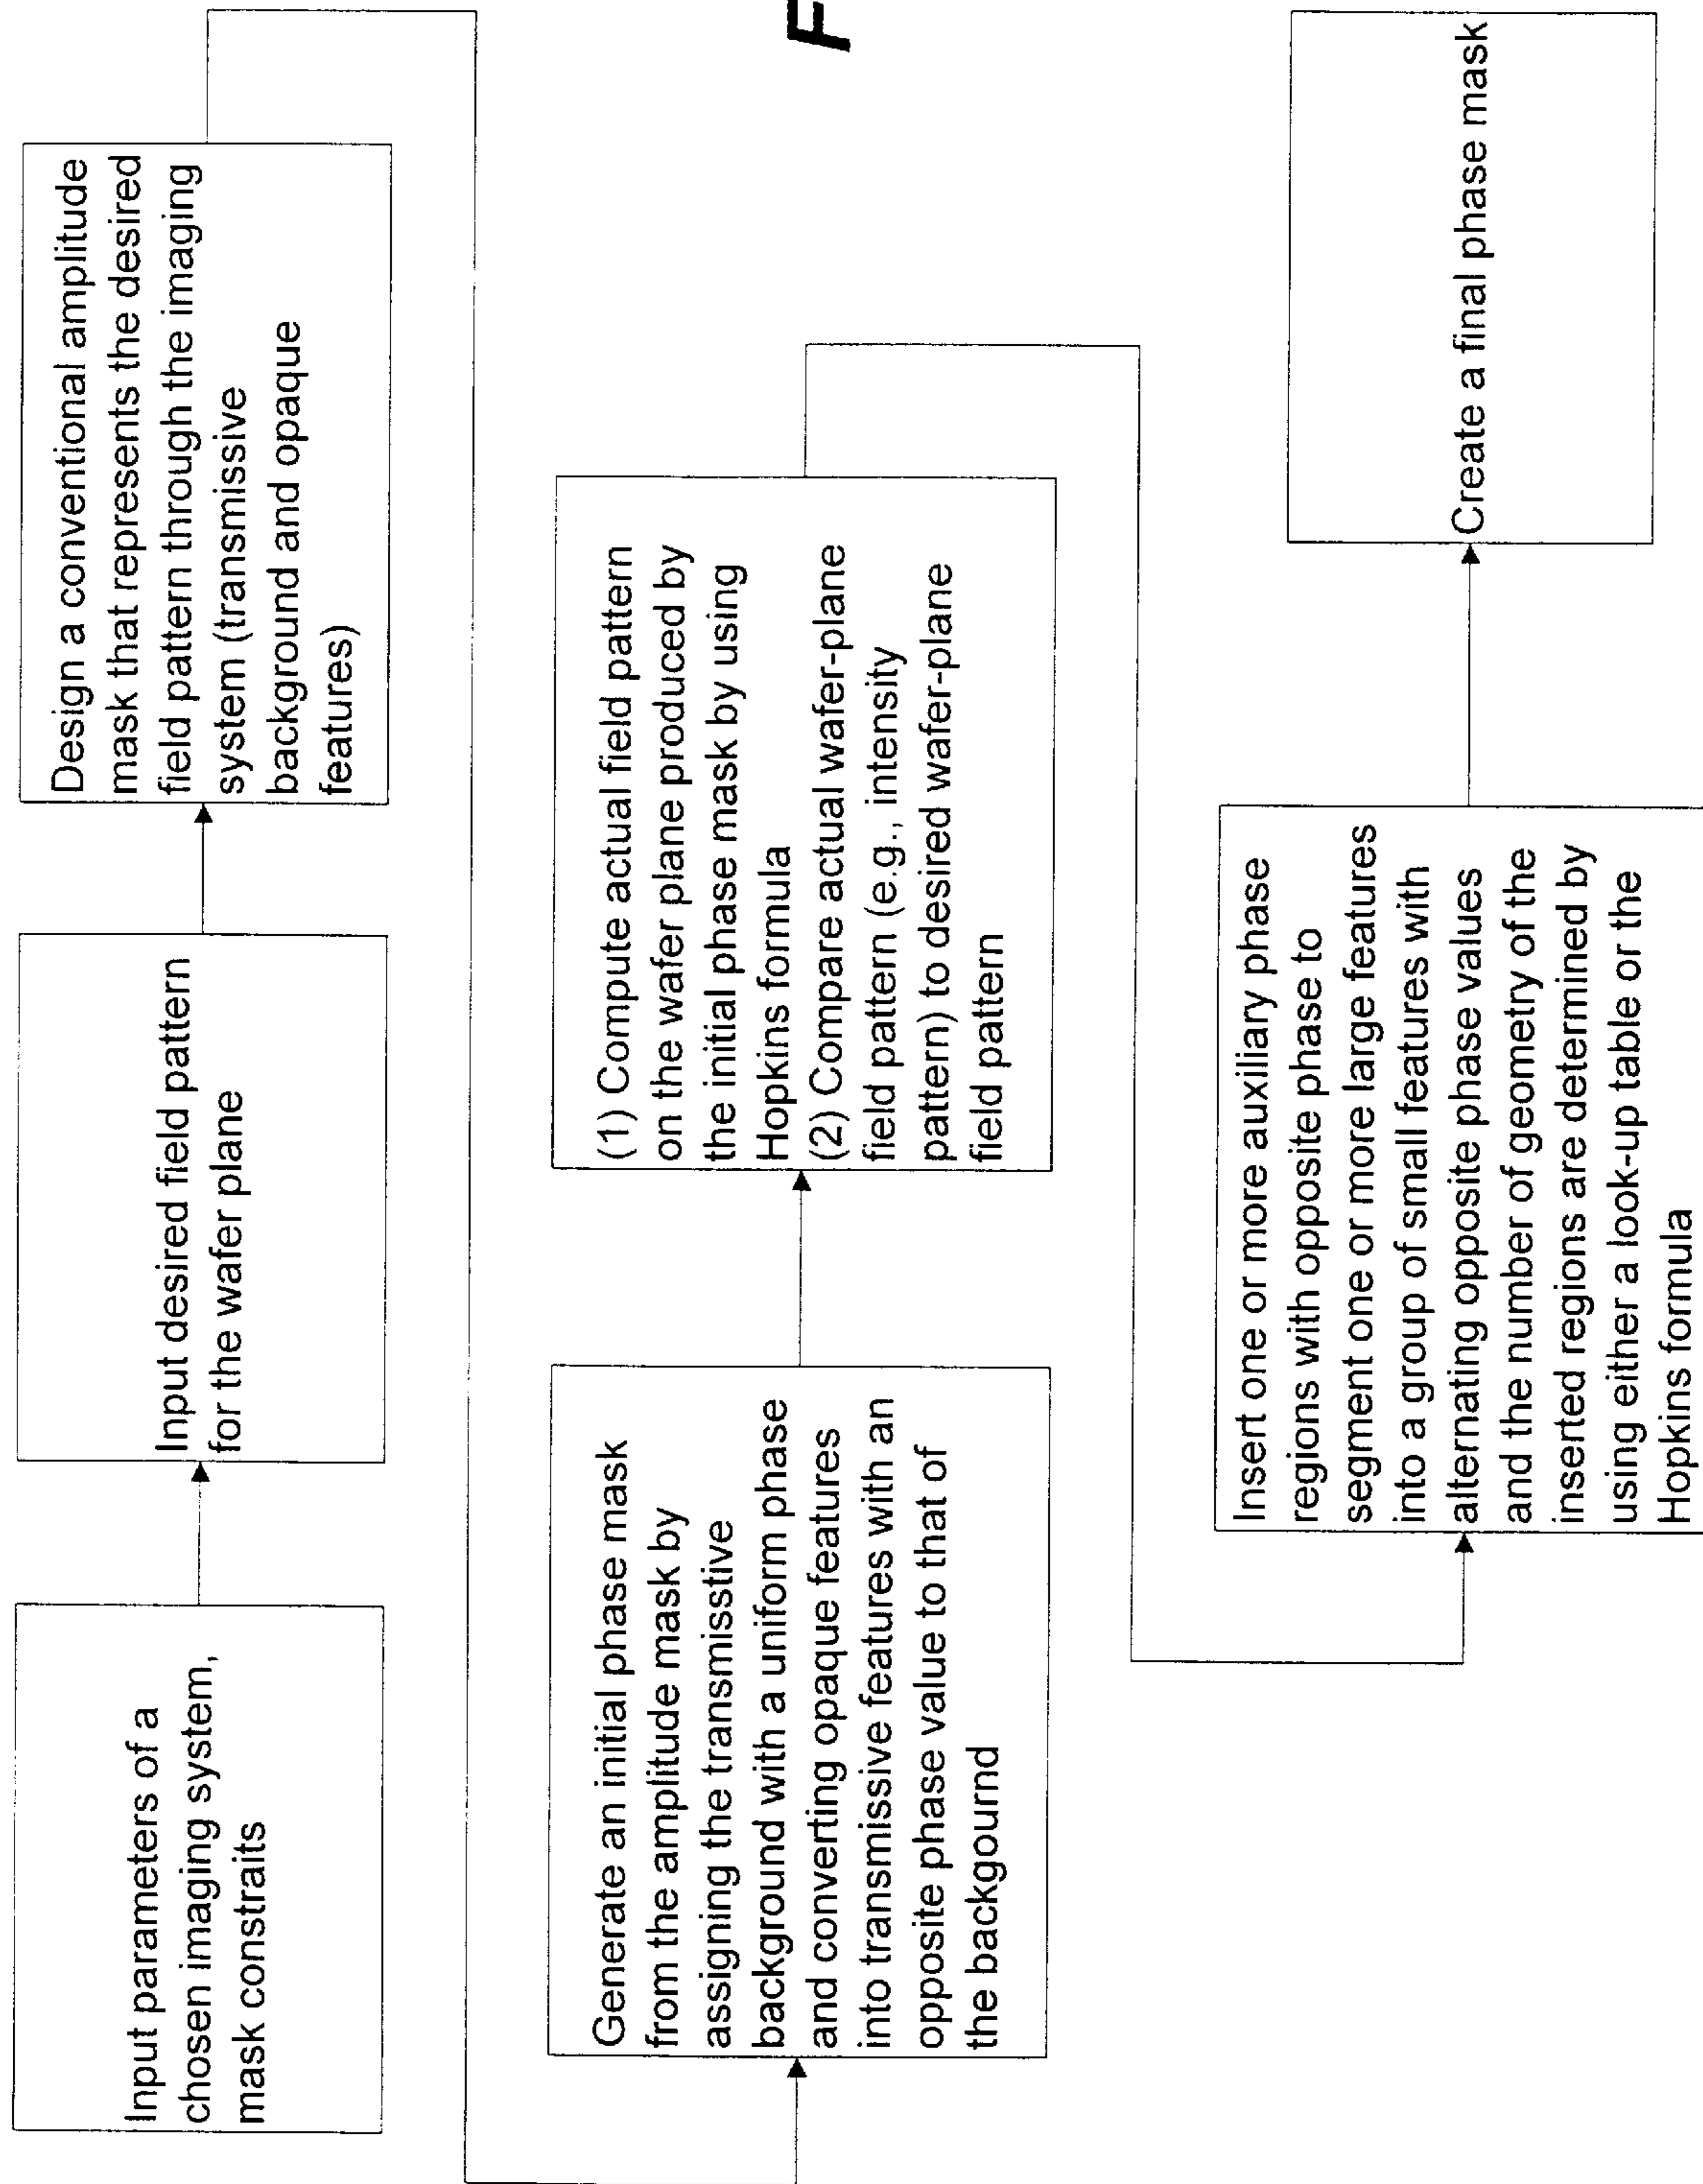 Input parameters of a
chosen imaging system,
mask constraits
Input desired field pattern
for the wafer plane
Design a conventional amplitude
mask that represents the desired
field pattern through the imaging
system (transmissive
background and opaque
features)
Generate an initial phase mask
from the amplitude mask by
assigning the transmisstive
background with a uniform phase
and converting opaque features
into transmissive features with an
opposite phase value to that of
the backgournd
(1) Compute actual field pattern
on the wafer plane produced by
the initial phase mask by using
Hopkins formula
(2) Compare actual wafer-plane
field pattern (e.g., intensity
pattern) to desired wafer-plane
field pattern
Insert one or more auxiliary phase
regions with opposite phase to
segment one or more large features
into a group of small features with
alternating opposite phase values
and the number of geometry of the
inserted regions are determined by
using either a look-up table or the
Hopkins formula
Create a final phase mask